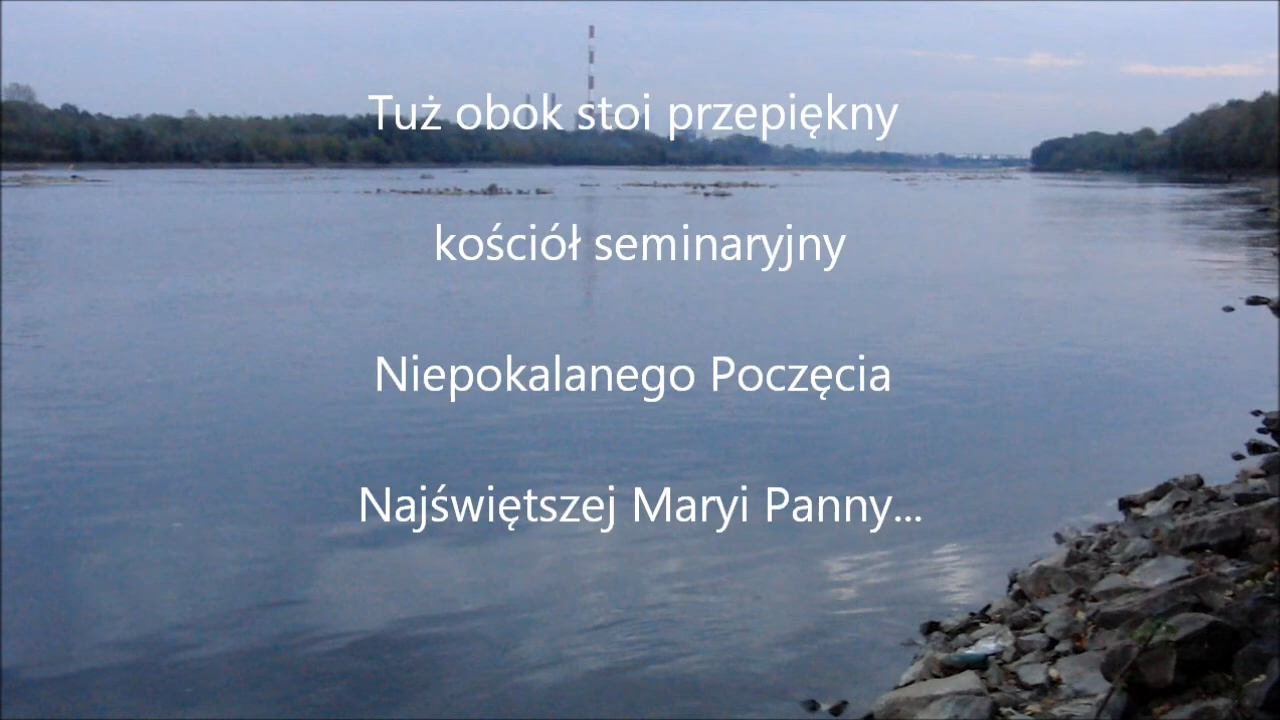 Tuż obok stoi przepiękny
kościół seminaryjny
Niepokalanego Poczęcia
Najświętszej Maryi Panny...